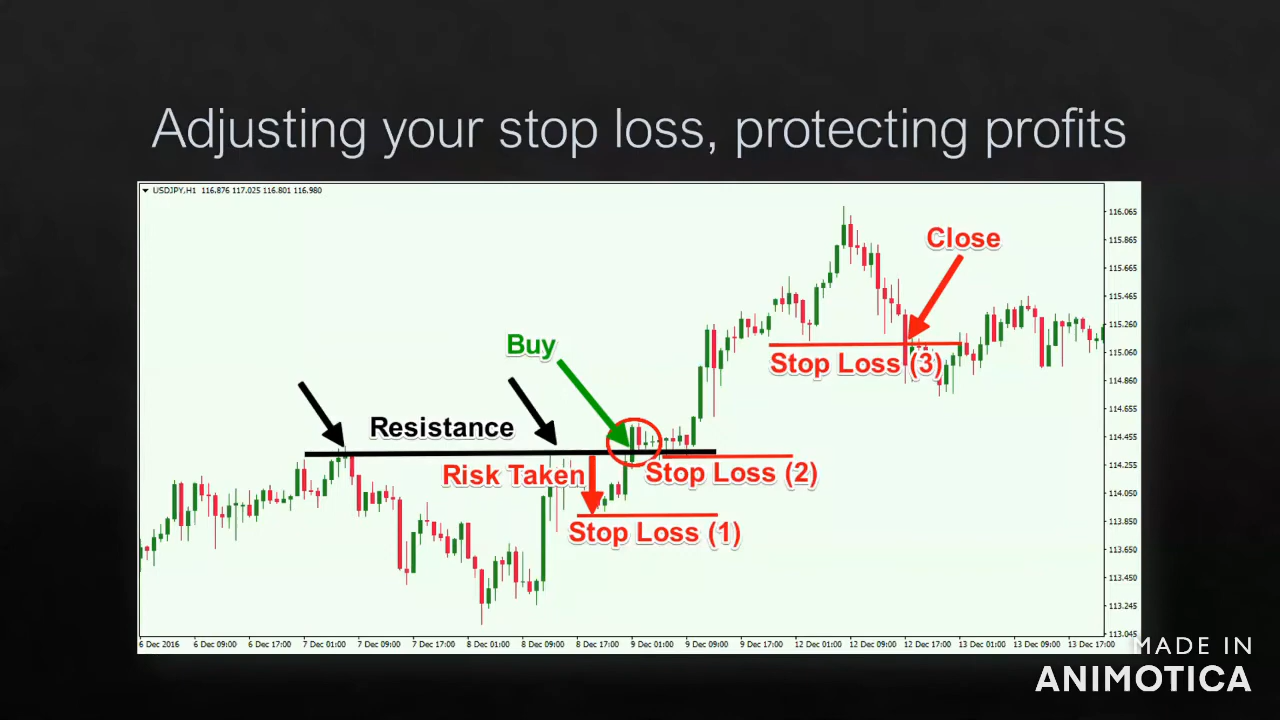 Adjusting your stop loss, protecting profits
USDJPY,H1 116.876 117.025 116.801 116.980
116.065
Close
115.865
115.665
115.465
115.260
Buy
115.060
Stop Loss (3)
114.860
114.655
Resistance
114.455
Risk Taken
Stop Loss (2)
114.255
114.050
Stop Loss (1)
113.850
113.650
113.450
113.245
113.045
6 Dec 2016 6 Dec 09:00 6 Dec 17:00 7 Dec 01:00 7 Dec 09:00 7 Dec 17:00 8 Dec 01:00 8 Dec 09:00 8 Dec 17:00 9 Dec 01:00 9 Dec 09:00 9 Dec 17:00 12 Dec 01:00 12 Dec 09:00 12 Dec 17:00 13 Dec 01:00 13 Dec 09:00 13 Dec 17:00
MADE IN
ANIMOTICA